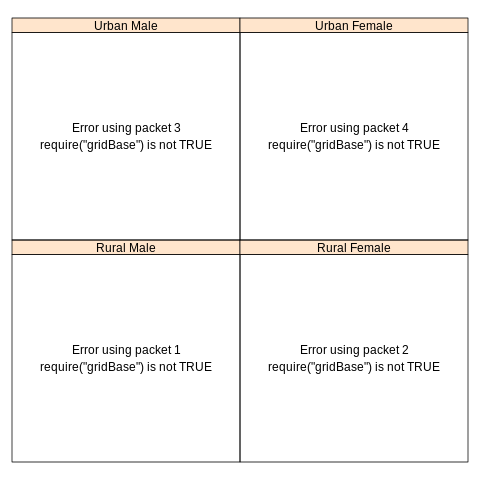 Urban Male
Urban Female
Error using packet 3
require("gridBase") is not TRUE
Error using packet 4
require("gridBase") is not TRUE
Rural Male
Rural Female
Error using packet 1
require("gridBase") is not TRUE
Error using packet 2
require("gridBase") is not TRUE